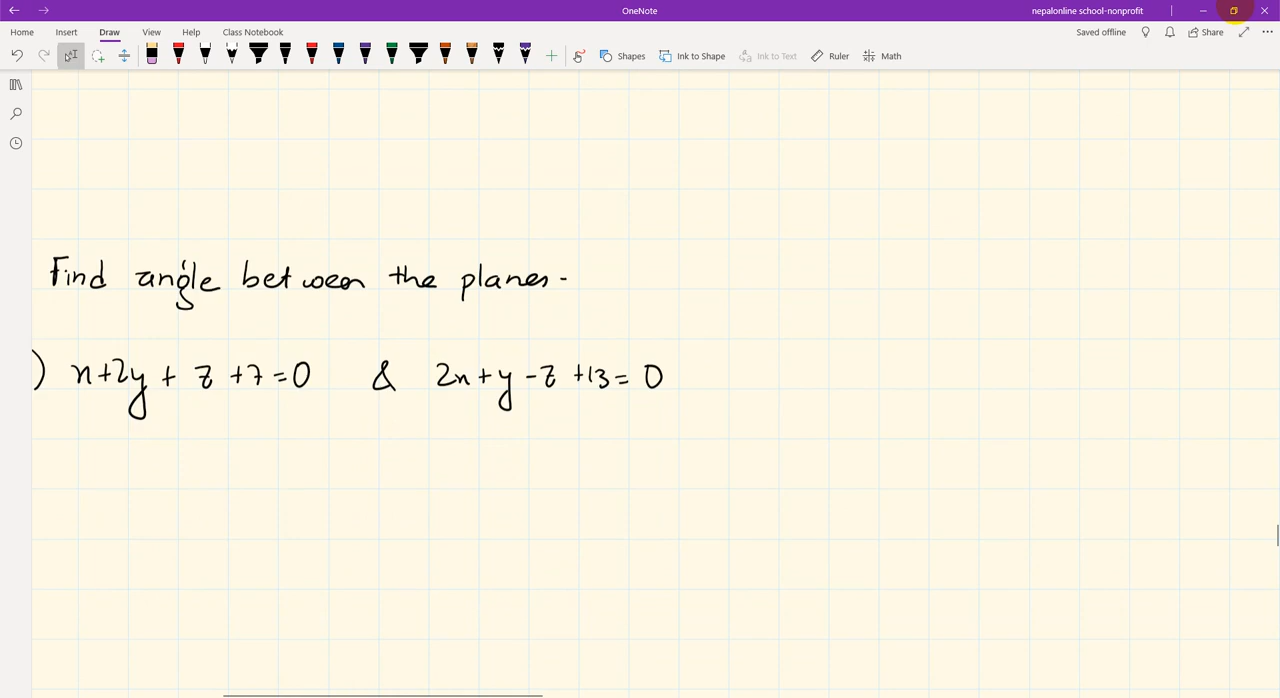 OneNote
nepalonline school-nonprofit
Home Insert Draw View Help Class Notebook
Saved offline Share
Shapes Ink to Shape Ink to Text Ruler Math
Find angle between the planes -
) x+2y + z +7=0 & 2x+y-z +13= 0